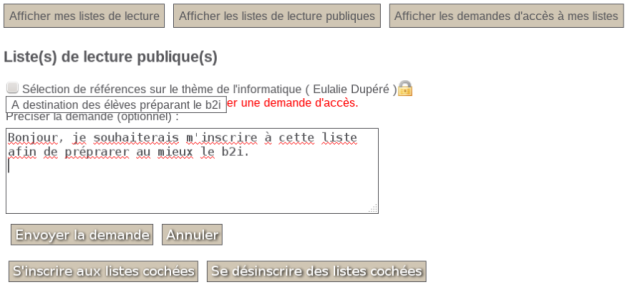 Afficher mes listes de lecture Afficher les listes de lecture publiques Afficher les demandes d'accès à mes listes
Liste(s) de lecture publique(s)
Sélection de références sur le thème de l'informatique ( Eulalie Dupéré )
A destination des élèves préparant le b2i er une demande d'accès.
Préciser la demande (optionnel) :
Bonjour, je souhaiterais m'inscrire à cette liste
afin de préprarer au mieux le b2i.
Envoyer la demande Annuler
S'inscrire aux listes cochées Se désinscrire des listes cochées